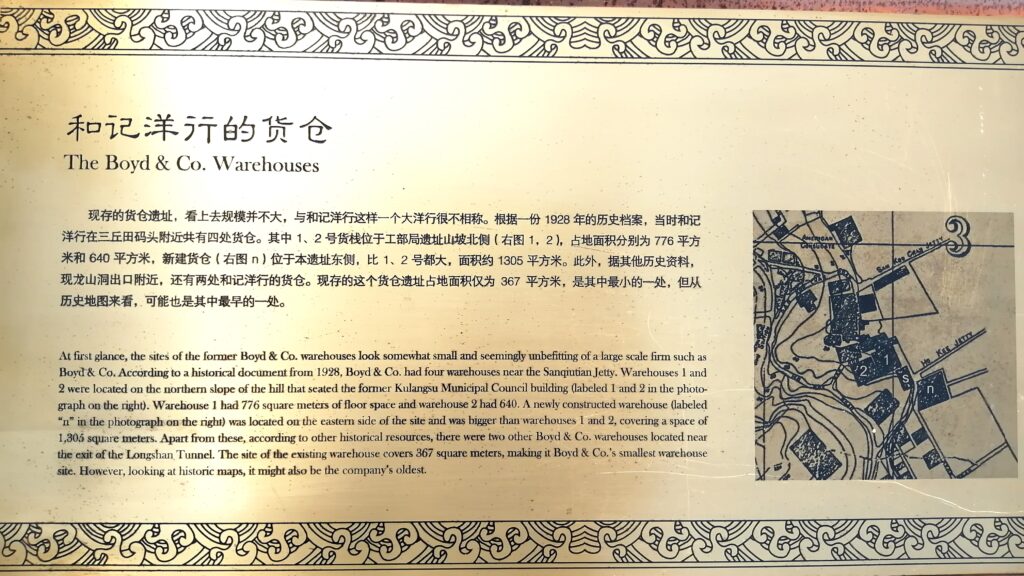 和记洋行的货仓
The Boyd & Co. Warehouses
现存的货仓遗址，看上去规模并不大，与和记洋行这样一个大洋行很不相称。根据一份 1928 年的历史档案，当时和记
洋行在三丘田码头附近共有四处货仓。其中 1、2 号货栈位于工部局遗址山坡北侧（右图 1，2），占地面积分别为 776 平方
米和 640 平方米，新建货仓（右图 n）位于本遗址东侧，比 1、2 号都大，面积约 1305 平方米。此外，据其他历史资料，
现龙山洞出口附近，还有两处和记洋行的货仓。现存的这个货仓遗址占地面积仅为 367 平方米，是其中最小的一处，但从
历史地图来看，可能也是其中最早的一处。
At first glance, the sites of the former Boyd & Co. warehouses look somewhat small and seemingly unbefitting of a large scale firm such as
Boyd & Co. According to a historical document from 1928, Boyd & Co. had four warehouses near the Sanqiutian Jetty. Warehouses 1 and
2 were located on the northern slope of the hill that seated the former Kulangsu Municipal Council building (labeled 1 and 2 in the photo-
graph on the right). Warehouse 1 had 776 square meters of floor space and warehouse 2 had 640. A newly constructed warehouse (labeled
“n” in the photograph on the right) was located on the eastern side of the site and was bigger than warehouses 1 and 2, covering a space of
1,305 square meters. Apart from these, according to other historical resources, there were two other Boyd & Co. warehouses located near
the exit of the Longshan Tunnel. The site of the existing warehouse covers 367 square meters, making it Boyd & Co.'s smallest warehouse
site. However, looking at historic maps, it might also be the company's oldest.
3
AMERICAN
CONSULATE
SAN KEW CHAN JETTY
HO KEE JETTY
1
2
S
n